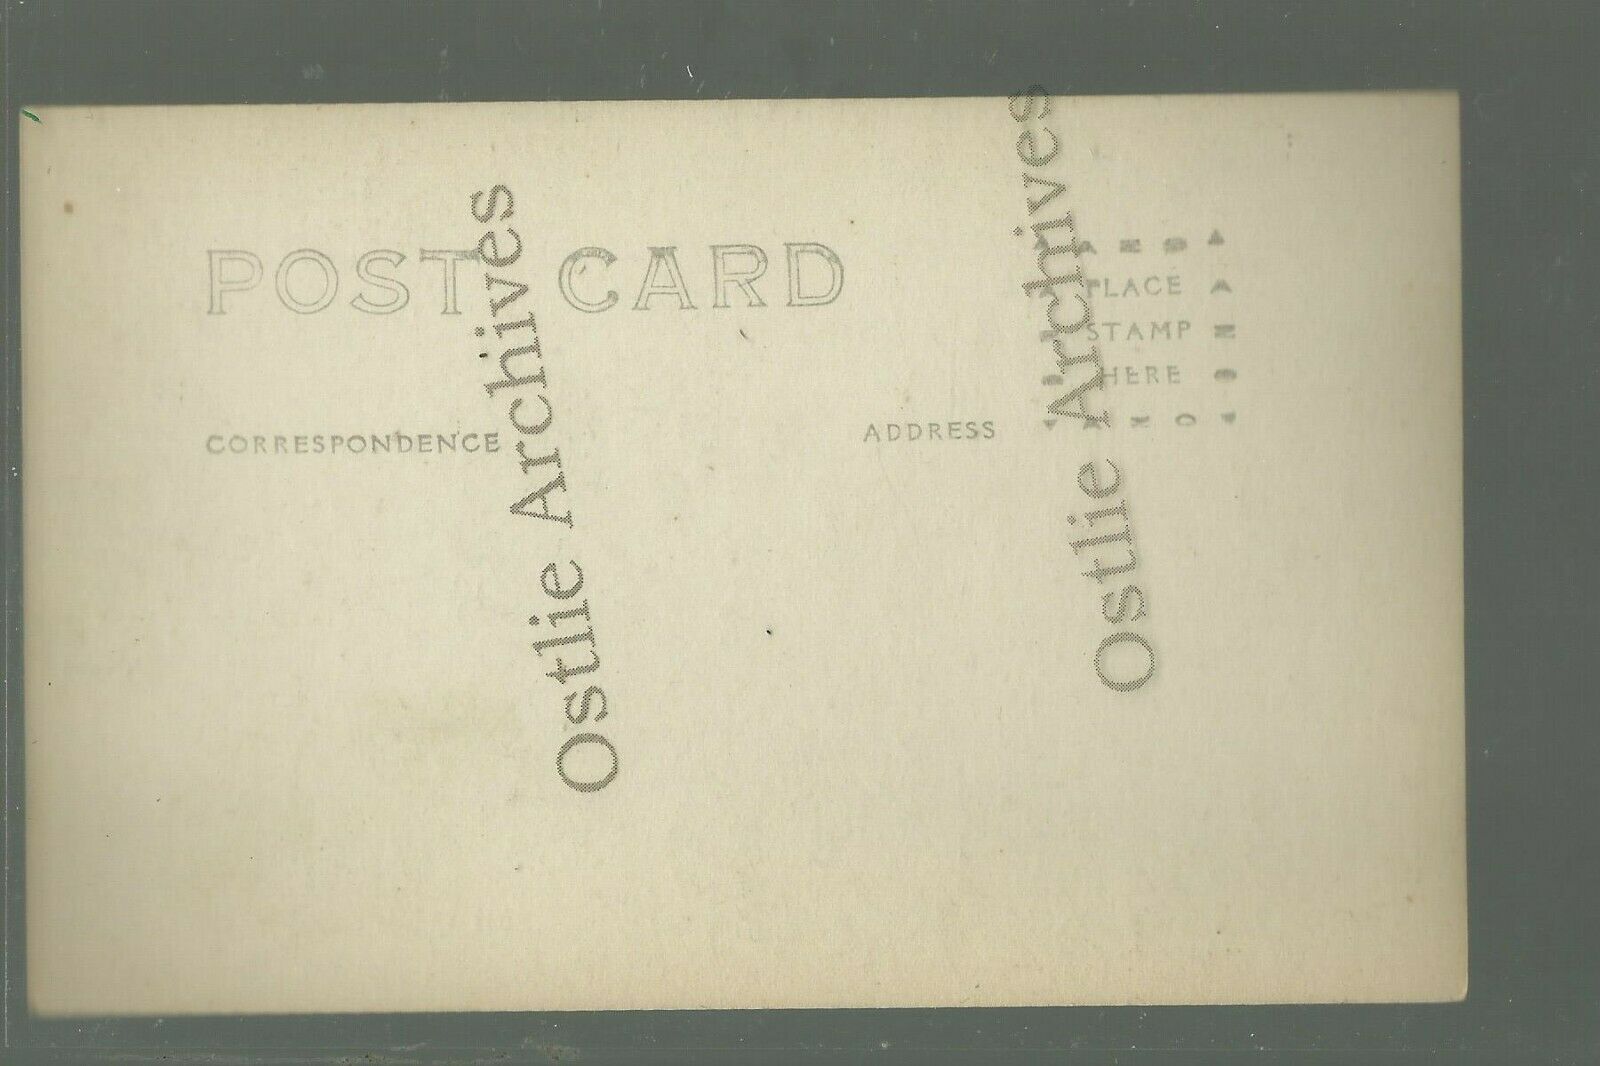 POST CARD
CORRESPONDENCE
ADDRESS
PLACE
STAMP
HERE
Ostlie Archives
Ostlie Archives